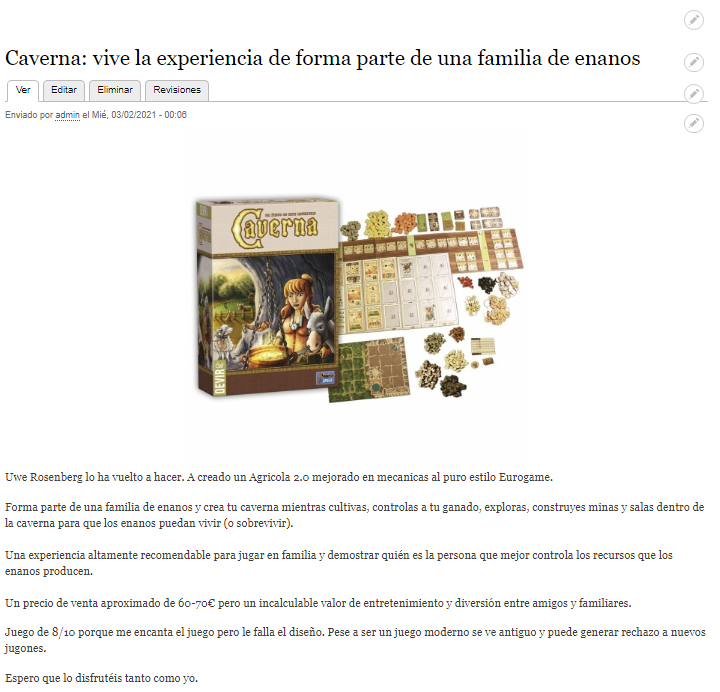 Caverna: vive la experiencia de forma parte de una familia de enanos
Ver Editar Eliminar Revisiones
Enviado por admin el Mié, 03/02/2021 - 00:06
Caverna
DEVIR
Uwe Rosenberg lo ha vuelto a hacer. A creado un Agricola 2.0 mejorado en mecanicas al puro estilo Eurogame.
Forma parte de una familia de enanos y crea tu caverna mientras cultivas, controlas a tu ganado, exploras, construyes minas y salas dentro de
la caverna para que los enanos puedan vivir (o sobrevivir).
Una experiencia altamente recomendable para jugar en familia y demostrar quién es la persona que mejor controla los recursos que los
enanos producen.
Un precio de venta aproximado de 60-70€ pero un incalculable valor de entretenimiento y diversión entre amigos y familiares.
Juego de 8/10 porque me encanta el juego pero le falla el diseño. Pese a ser un juego moderno se ve antiguo y puede generar rechazo a nuevos
jugones.
Espero que lo disfrutéis tanto como yo.